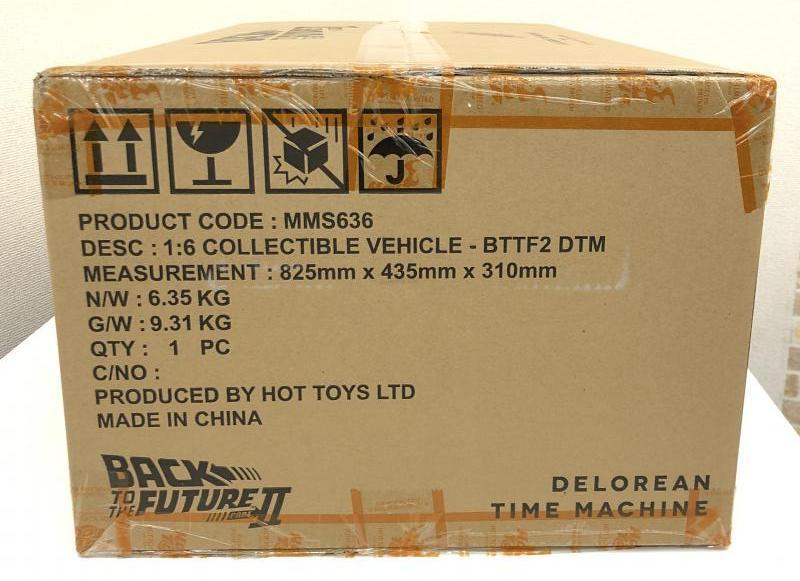 PRODUCT CODE : MMS636
DESC : 1:6 COLLECTIBLE VEHICLE - BTTF2 DTM
MEASUREMENT : 825mm x 435mm x 310mm
N/W : 6.35 KG
G/W : 9.31 KG
QTY : 1 PC
C/NO :
PRODUCED BY HOT TOYS LTD
MADE IN CHINA
BACK
TO THE FUTURE
PART II
DELOREAN
TIME MACHINE